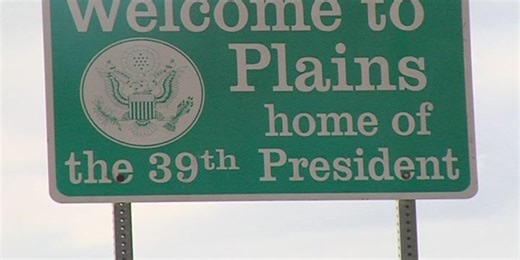 Welcome to
Plains
home of
the 39th President